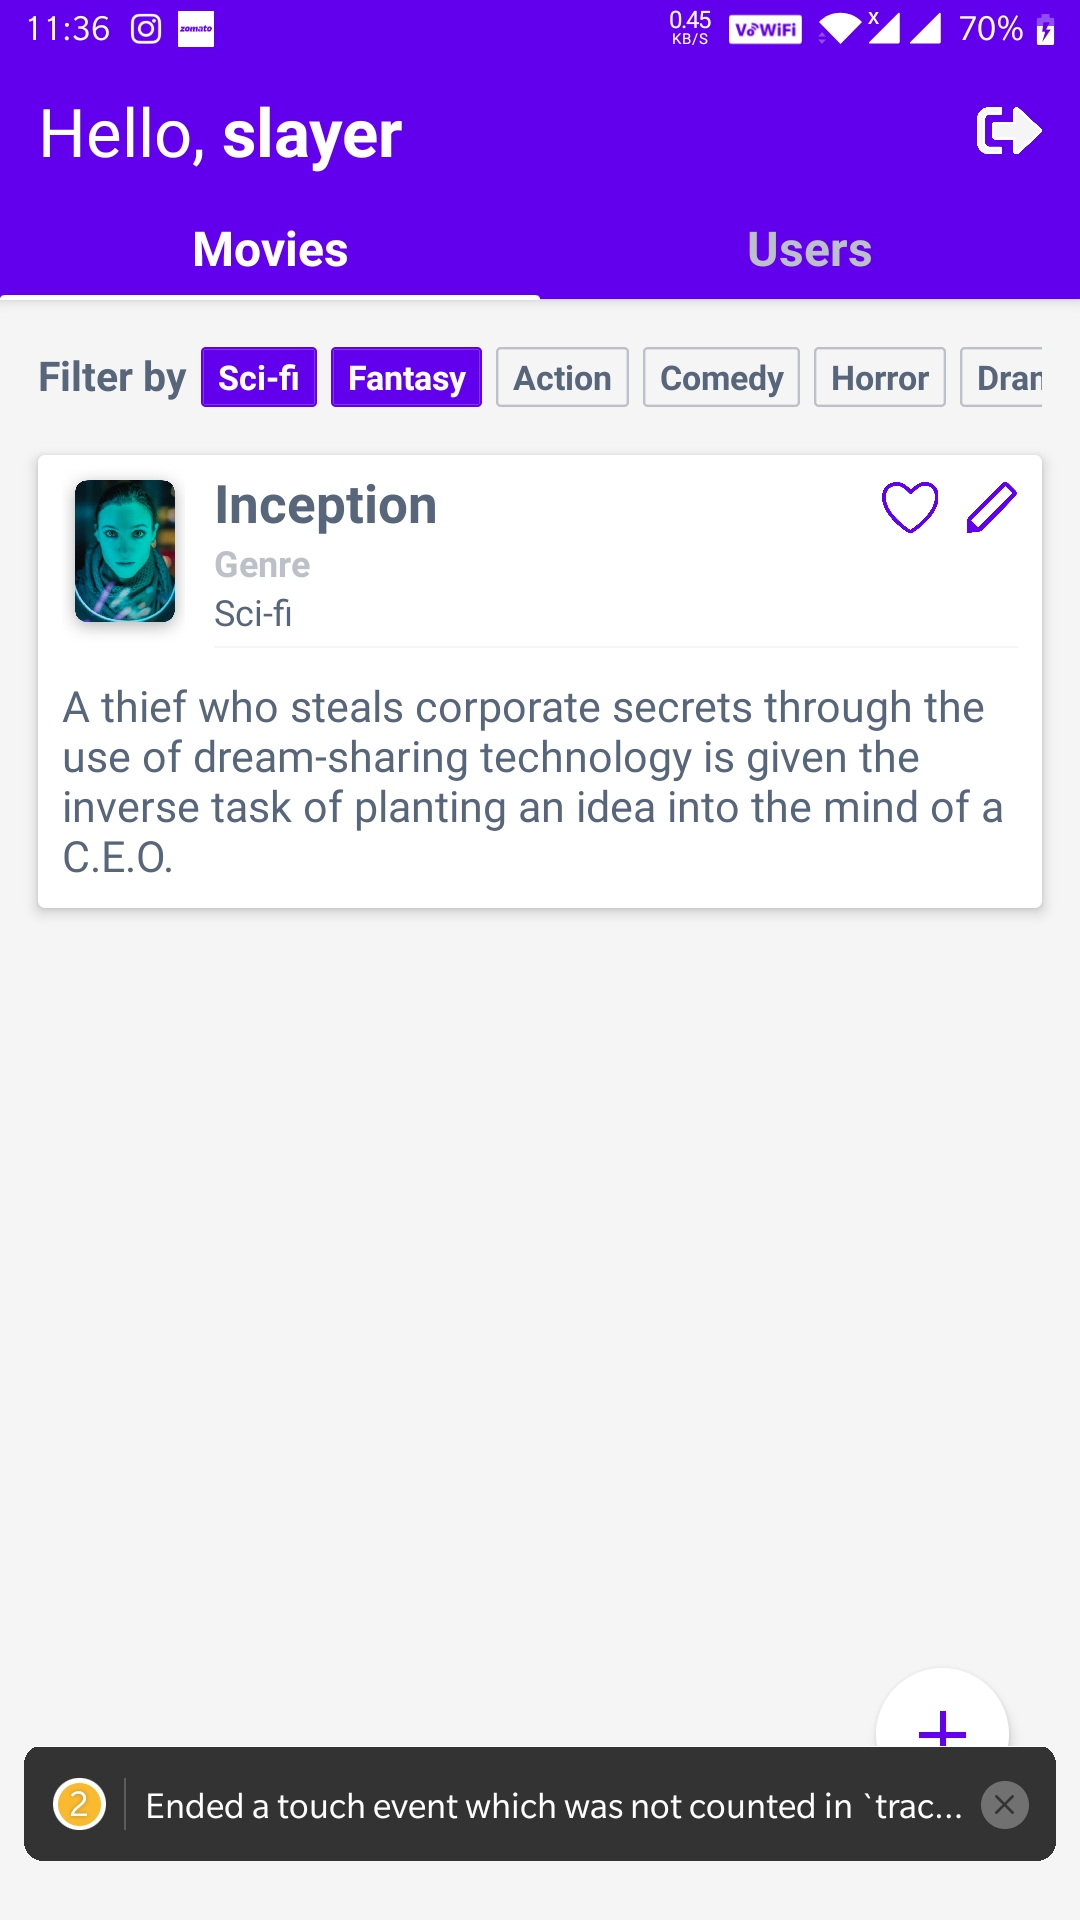 11:36 zomato 0.45 KB/S VoWiFi x 70%
Hello, slayer
Movies Users
Filter by Sci-fi Fantasy Action Comedy Horror
Inception
Genre
Sci-fi
A thief who steals corporate secrets through the
use of dream-sharing technology is given the
inverse task of planting an idea into the mind of a
C.E.O.
+
2 Ended a touch event which was not counted in `trac...